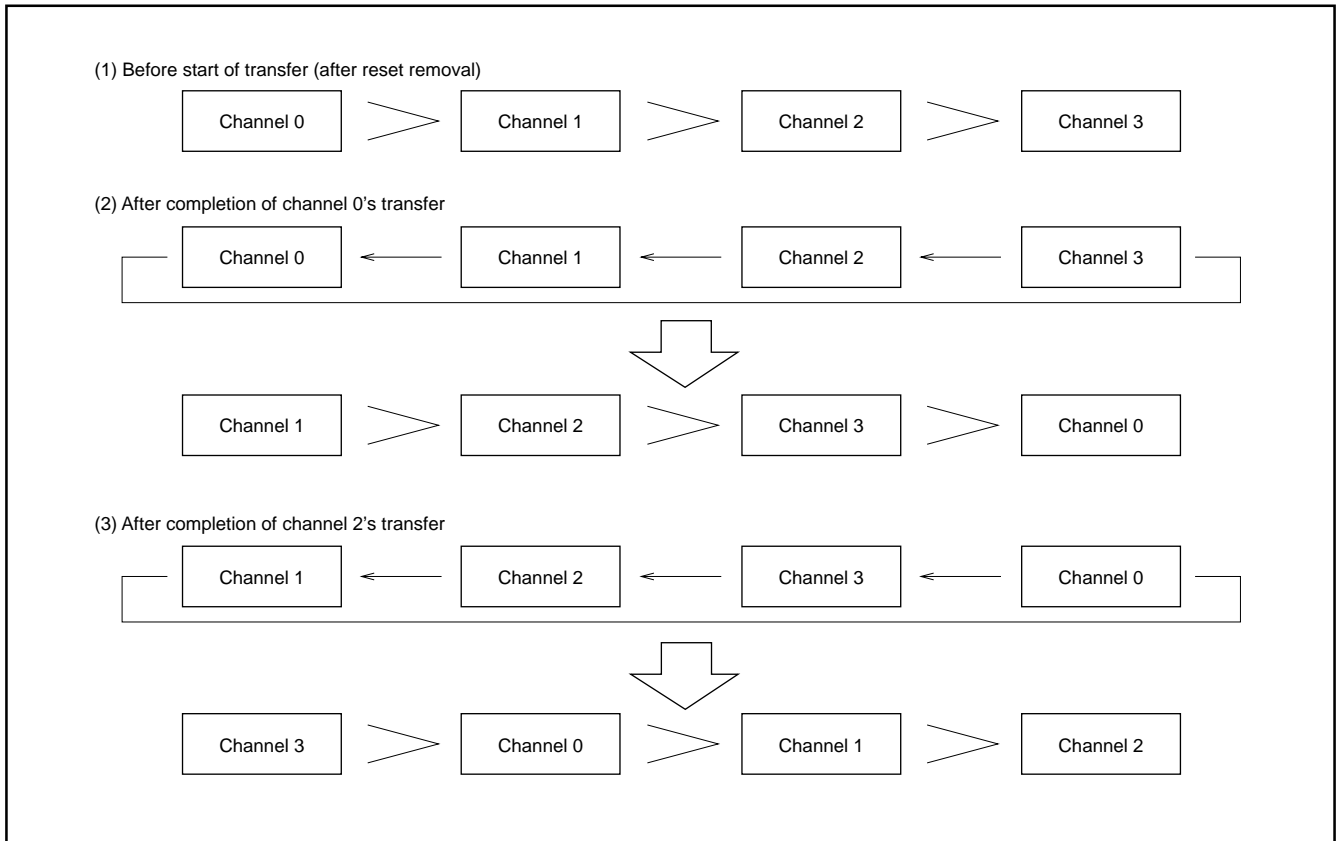 (1) Before start of transfer (after reset removal)
Channel 0
Channel 1
Channel 2
Channel 3
(2) After completion of channel 0's transfer
Channel 0
Channel 1
Channel 2
Channel 3
Channel 1
Channel 2
Channel 3
Channel 0
(3) After completion of channel 2's transfer
Channel 1
Channel 2
Channel 3
Channel 0
Channel 3
Channel 0
Channel 1
Channel 2